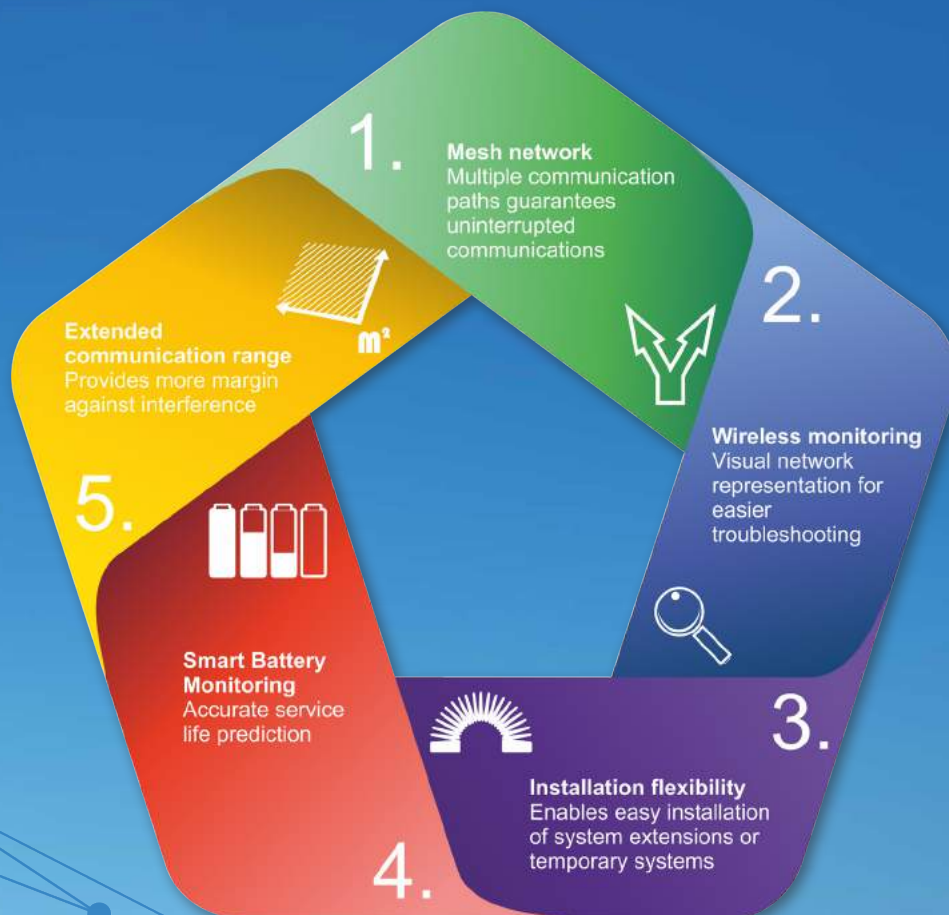 1.
Mesh network
Multiple communication
paths guarantees
uninterrupted
communications
2.
Wireless monitoring
Visual network
representation for
easier
troubleshooting
3.
Installation flexibility
Enables easy installation
of system extensions or
temporary systems
4.
Smart Battery
Monitoring
Accurate service
life prediction
5.
Extended
communication range
Provides more margin
against interference
m²